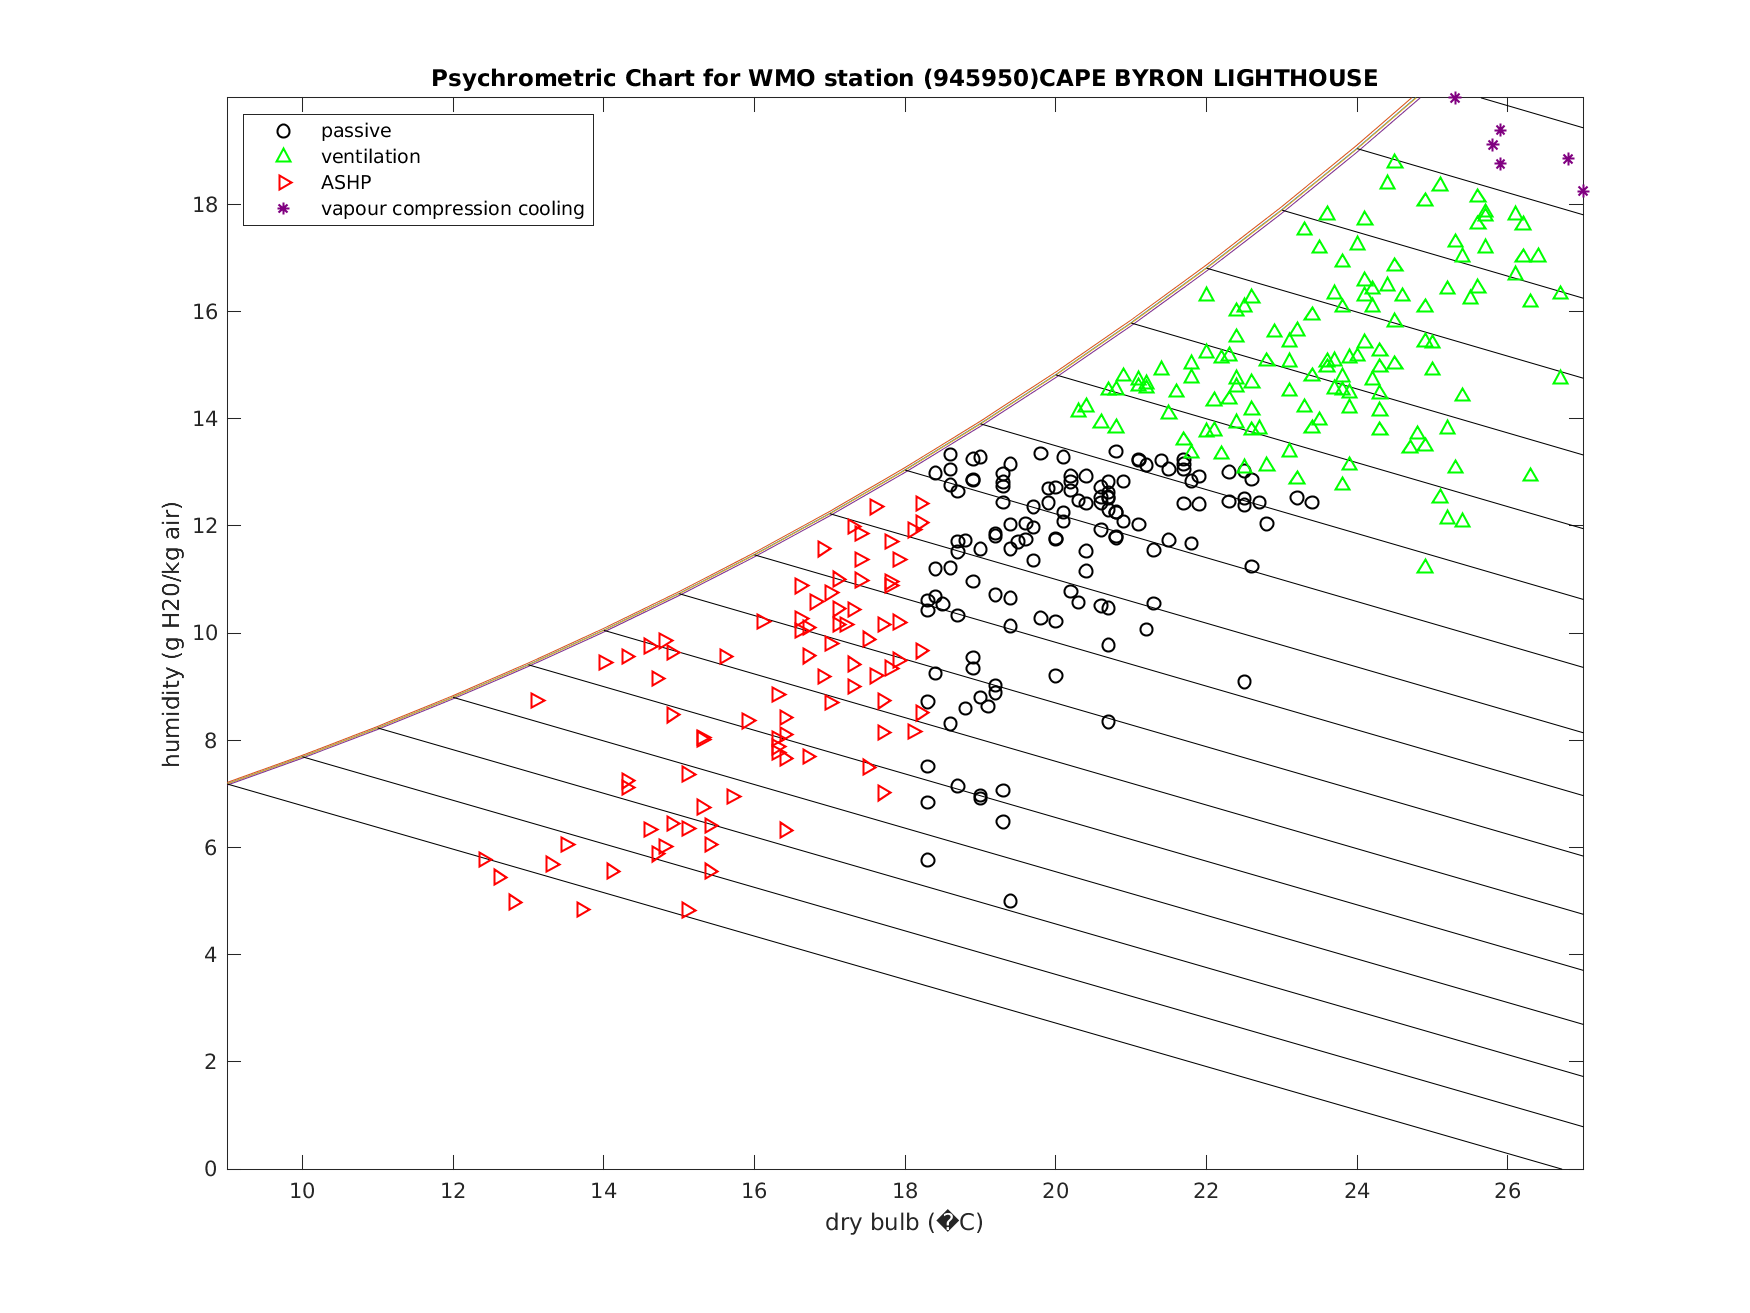 Psychrometric Chart for WMO station (945950)CAPE BYRON LIGHTHOUSE
passive
ventilation
ASHP
vapour compression cooling
humidity (g H20/kg air)
18
16
14
12
10
8
6
4
2
0
10 12 14 16 18 20 22 24 26
dry bulb (�C)